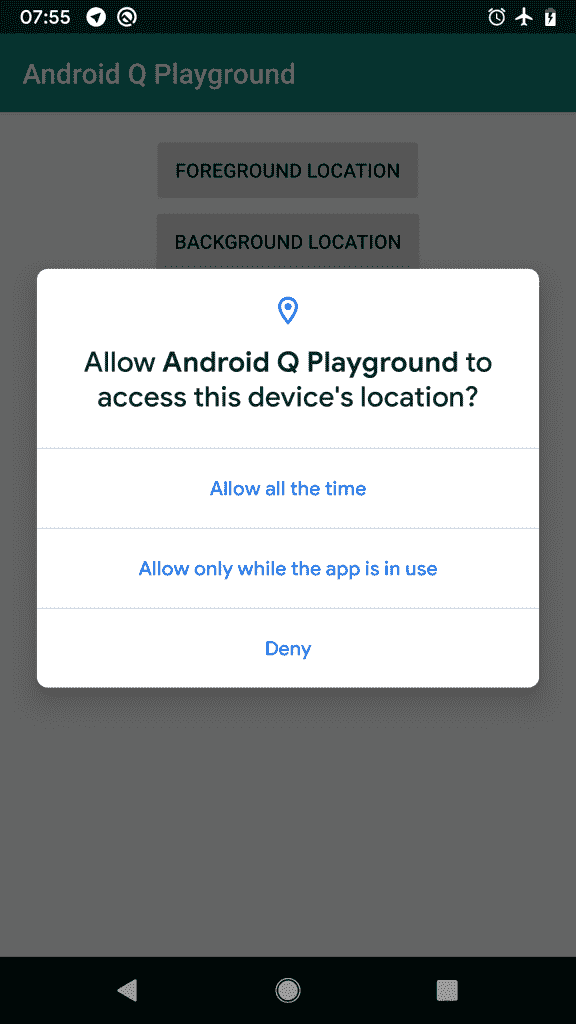 07:55
Android Q Playground
FOREGROUND LOCATION
BACKGROUND LOCATION
Allow Android Q Playground to
access this device's location?
Allow all the time
Allow only while the app is in use
Deny